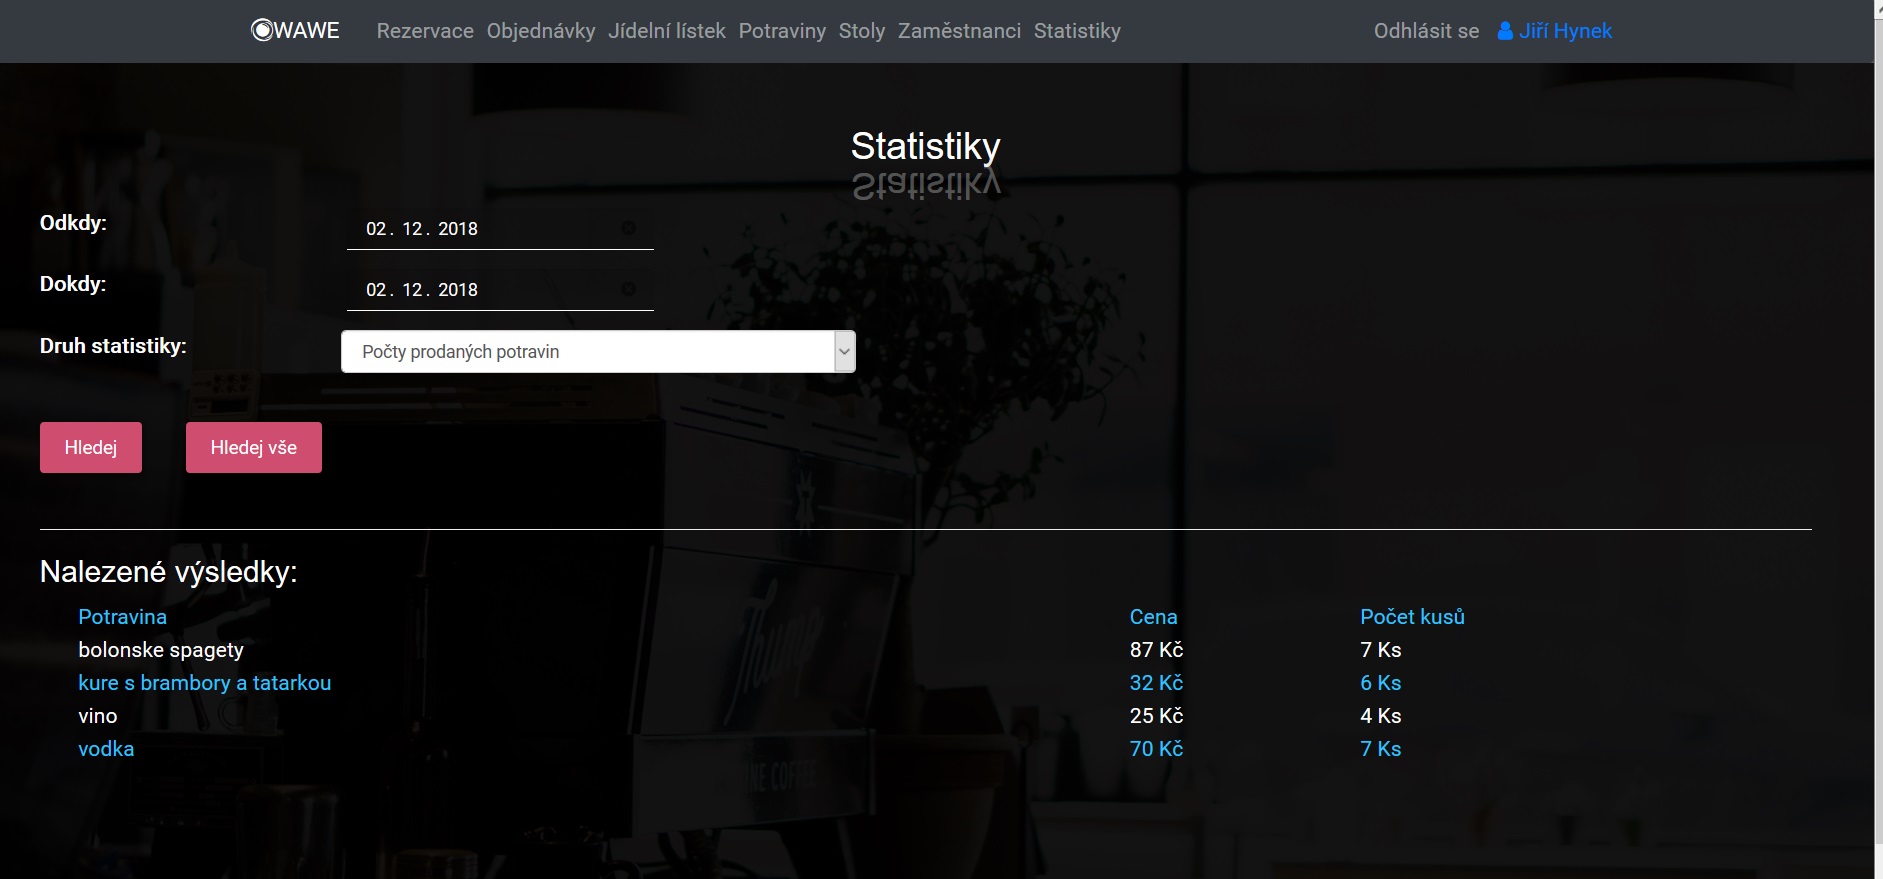 WAWE Rezervace Objednávky Jídelní lístek Potraviny Stoly Zaměstnanci Statistiky Odhlásit se Jiří Hynek
Statistiky
Statistiky
Odkdy: 02. 12. 2018
Dokdy: 02. 12. 2018
Druh statistiky: Počty prodaných potravin
Hledej Hledej vše
Nalezené výsledky:
Potravina Cena Počet kusů
bolonske spagety 87 Kč 7 Ks
kure s brambory a tatarkou 32 Kč 6 Ks
vino 25 Kč 4 Ks
vodka 70 Kč 7 Ks